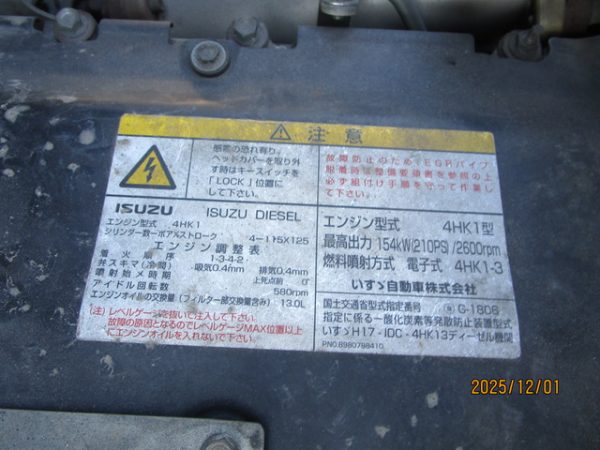 ⚠ 注意
感電の恐れ有り。
ヘッドカバーを取り外
す時はキースイッチを
「LOCK」位置に
して下さい。
故障防止のためEGRパイプ
脱着時は整備要領書を参照の上
必ず組付け手順を守って作業し
て下さい。
ISUZU ISUZU DIESEL
エンジン型式 4HK1
シリンダー数ーボア×ストローク 4-115X125
エンジン調整表
着火順序 1-3-4-2
弁スキマ(冷間) 吸気0.4mm 排気0.4mm
噴射始め時期 上死点前 0°
アイドル回転数 580rpm
エンジンオイルの交換量(フィルター部交換量含み) 13.0L
(注)レベルゲージを抜いて注入して下さい。
故障の原因となるのでレベルゲージMAX位置以上
にエンジンオイルを入れないで下さい。
エンジン型式 4HK1型
最高出力 154kW(210PS)/2600rpm
燃料噴射方式 電子式 4HK1-3
いすゞ自動車株式会社
国土交通省型式指定番号 G-1806
指定に係る一酸化炭素等発散防止装置型式
いすゞH17・IDC・4HK13ディーゼル機関
PNO.8980788410
2025/12/01